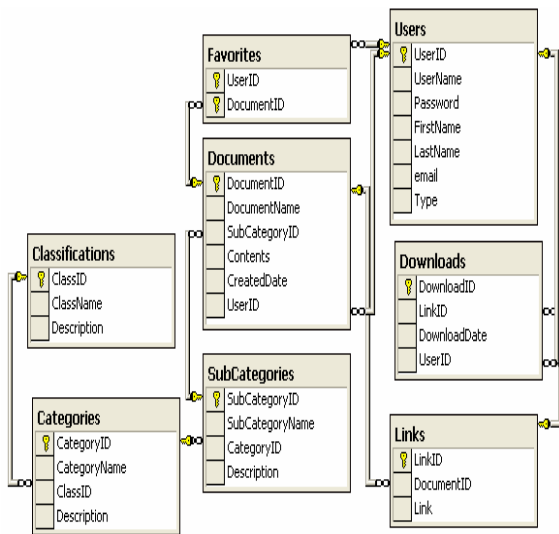 Favorites
UserID
DocumentID
Users
UserID
UserName
Password
FirstName
LastName
email
Type
Documents
DocumentID
DocumentName
SubCategoryID
Contents
CreatedDate
UserID
Classifications
ClassID
ClassName
Description
Downloads
DownloadID
LinkID
DownloadDate
UserID
SubCategories
SubCategoryID
SubCategoryName
CategoryID
Description
Categories
CategoryID
CategoryName
ClassID
Description
Links
LinkID
DocumentID
Link